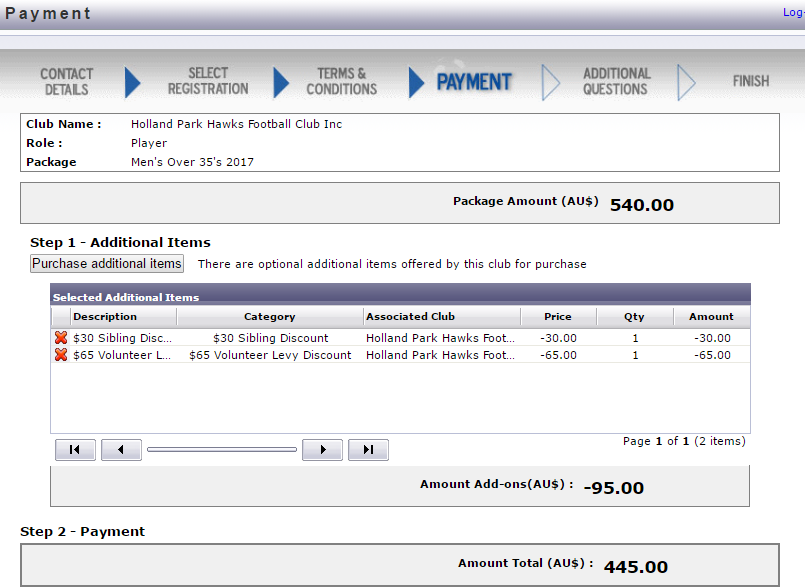 Payment
Log-
CONTACT DETAILS
SELECT REGISTRATION
TERMS & CONDITIONS
PAYMENT
ADDITIONAL QUESTIONS
FINISH
Club Name : Holland Park Hawks Football Club Inc
Role : Player
Package Men's Over 35's 2017
Package Amount (AU$) 540.00
Step 1 - Additional Items
Purchase additional items There are optional additional items offered by this club for purchase
Selected Additional Items
Description Category Associated Club Price Qty Amount
$30 Sibling Disc... $30 Sibling Discount Holland Park Hawks Foot... -30.00 1 -30.00
$65 Volunteer L... $65 Volunteer Levy Discount Holland Park Hawks Foot... -65.00 1 -65.00
Page 1 of 1 (2 items)
Amount Add-ons(AU$) : -95.00
Step 2 - Payment
Amount Total (AU$) : 445.00